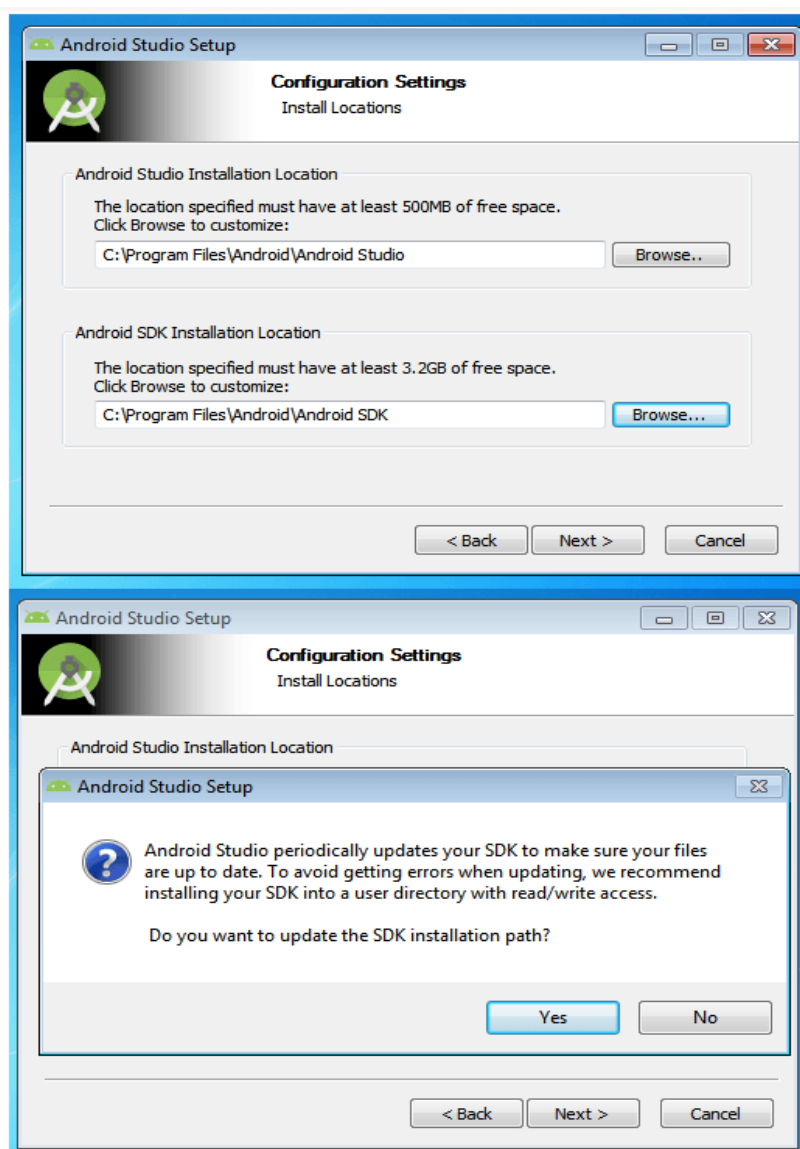 Android Studio Setup
Configuration Settings
Install Locations
Android Studio Installation Location
The location specified must have at least 500MB of free space.
Click Browse to customize:
C:\Program Files\Android\Android Studio
Browse..
Android SDK Installation Location
The location specified must have at least 3.2GB of free space.
Click Browse to customize:
C:\Program Files\Android\Android SDK
Browse...
< Back
Next >
Cancel
Android Studio Setup
Configuration Settings
Install Locations
Android Studio Installation Location
Android Studio Setup
Android Studio periodically updates your SDK to make sure your files
are up to date. To avoid getting errors when updating, we recommend
installing your SDK into a user directory with read/write access.
Do you want to update the SDK installation path?
Yes
No
< Back
Next >
Cancel